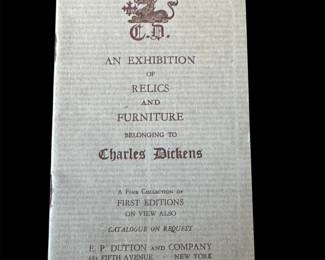 C.D.
AN EXHIBITION
OF
RELICS
AND
FURNITURE
BELONGING TO
Charles Dickens
A FINE COLLECTION OF
FIRST EDITIONS
ON VIEW ALSO
CATALOGUE ON REQUEST
E. P. DUTTON AND COMPANY
681 FIFTH AVENUE · NEW YORK